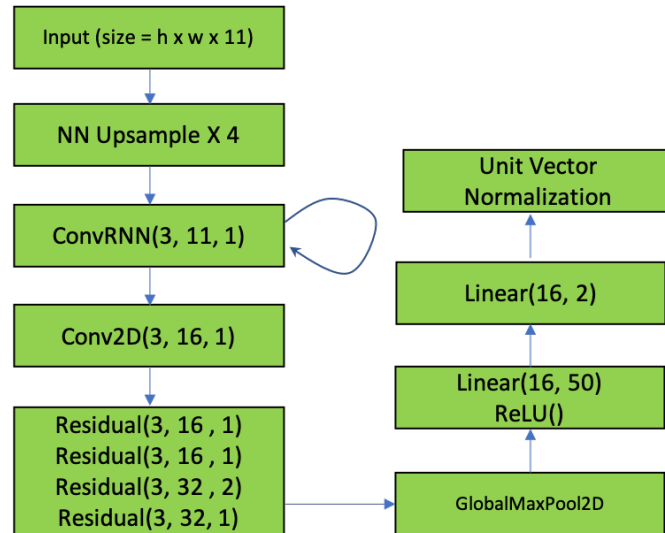 Input (size = h x w x 11)
NN Upsample X 4
ConvRNN(3, 11, 1)
Conv2D(3, 16, 1)
Residual(3, 16 , 1)
Residual(3, 16, 1)
Residual(3, 32 , 2)
Residual(3, 32, 1)
GlobalMaxPool2D
Linear(16, 50)
ReLU()
Linear(16, 2)
Unit Vector
Normalization